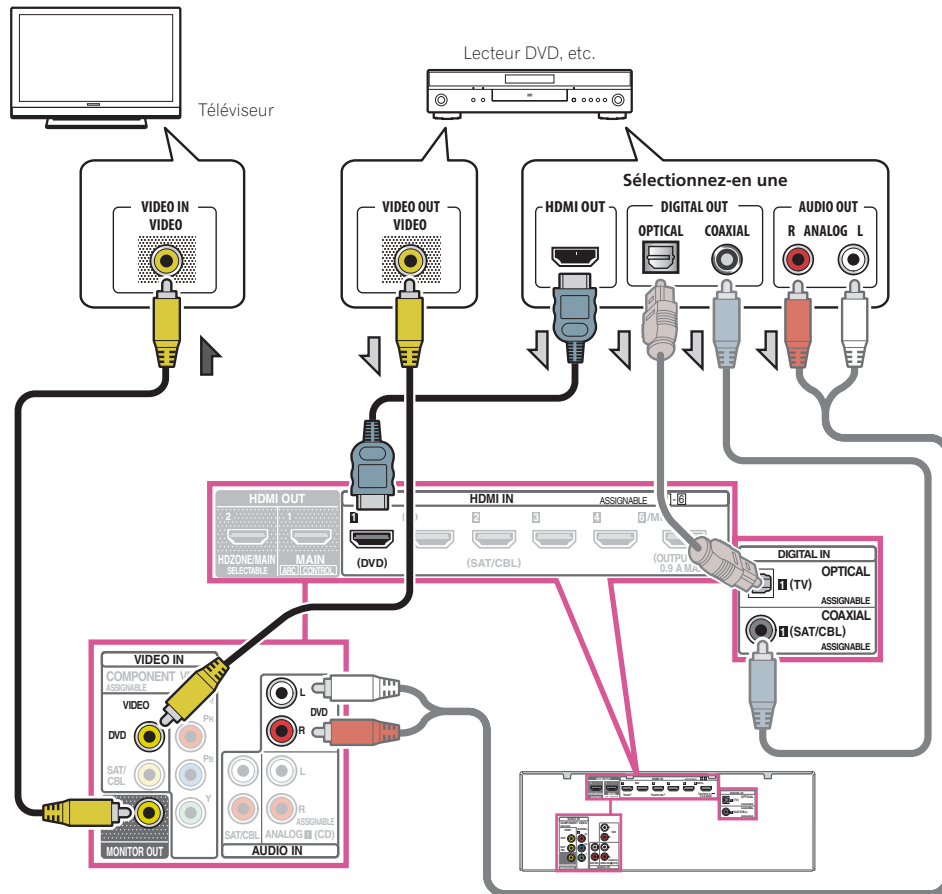 Lecteur DVD, etc.
Téléviseur
Sélectionnez-en une
VIDEO IN
VIDEO
VIDEO OUT
VIDEO
HDMI OUT
DIGITAL OUT
OPTICAL COAXIAL
AUDIO OUT
R ANALOG L
HDMI OUT
2 1
HDZONE/MAIN
SELECTABLE
MAIN
ARC CONTROL
HDMI IN
ASSIGNABLE 1-6
1 2 3 4 6
(DVD)
(SAT/CBL)
0.9 A
DIGITAL IN
OPTICAL
1 (TV)
ASSIGNABLE
COAXIAL
1 (SAT/CBL)
ASSIGNABLE
VIDEO IN
COMPONENT
ASSIGNABLE
VIDEO
DVD
SAT/
CBL
PR
PB
Y
MONITOR OUT
L
DVD
R
L
R
ASSIGNABLE
SAT/CBL ANALOG 1 (CD)
AUDIO IN